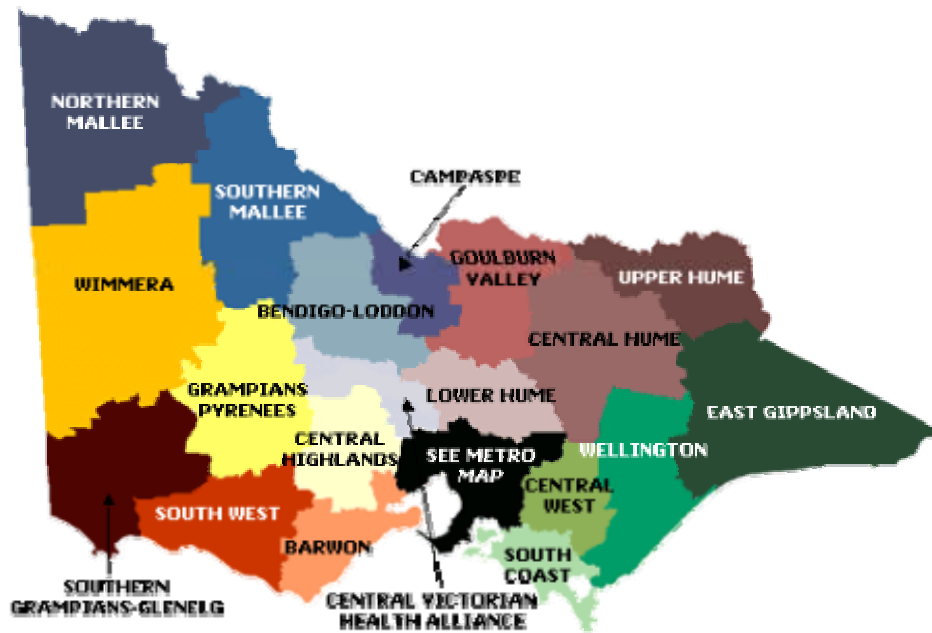 NORTHERN
MALLEE
CAMPASPE
SOUTHERN
MALLEE
GOULBURN
VALLEY
UPPER HUME
WIMMERA
BENDIGO-LODDON
CENTRAL HUME
GRAMPIANS
PYRENEES
LOWER HUME
EAST GIPPSLAND
CENTRAL
HIGHLANDS
SEE METRO
MAP
WELLINGTON
CENTRAL
WEST
SOUTH WEST
BARWON
SOUTH
COAST
SOUTHERN
GRAMPIANS-GLENELG
CENTRAL VICTORIAN
HEALTH ALLIANCE